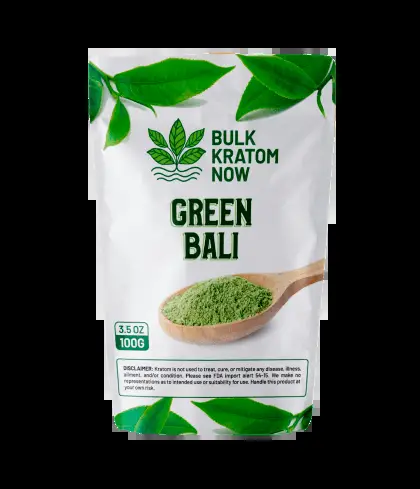 BULK
KRATOM
NOW
GREEN
BALI
3.5 OZ
100G
DISCLAIMER: Kratom is not used to treat, cure, or mitigate any disease, illness,
ailment, and/or condition. Please see FDA import alert 54-15. We make no
representations as to intended use or suitability for use. Handle this product at
your own risk.